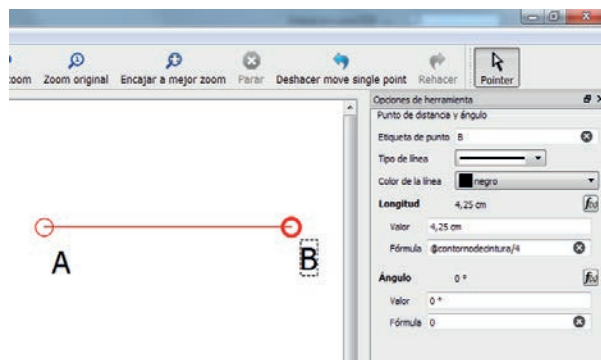 zoom Zoom original Encajar a mejor zoom Parar Deshacer move single point Rehacer Pointer
Opciones de herramienta
Punto de distancia y ángulo
Etiqueta de punto B
Tipo de línea
Color de la línea negro
Longitud 4,25 cm f(x)
Valor 4,25 cm
Fórmula @contornodecintura/4
Ángulo 0 ° f(x)
Valor 0 °
Fórmula 0
A
B